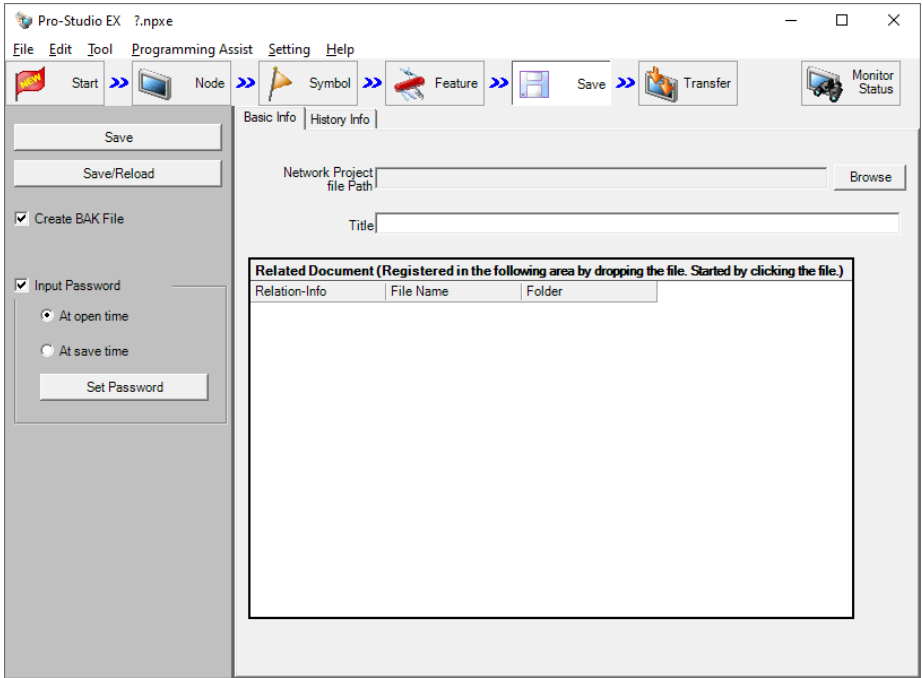 Pro-Studio EX ?.npxe
File Edit Tool Programming Assist Setting Help
NEW Start Node Symbol Feature Save Transfer Monitor Status
Basic Info History Info
Save
Save/Reload
Create BAK File
Input Password
At open time
At save time
Set Password
Network Project
file Path
Browse
Title
Related Document (Registered in the following area by dropping the file. Started by clicking the file.)
Relation-Info File Name Folder